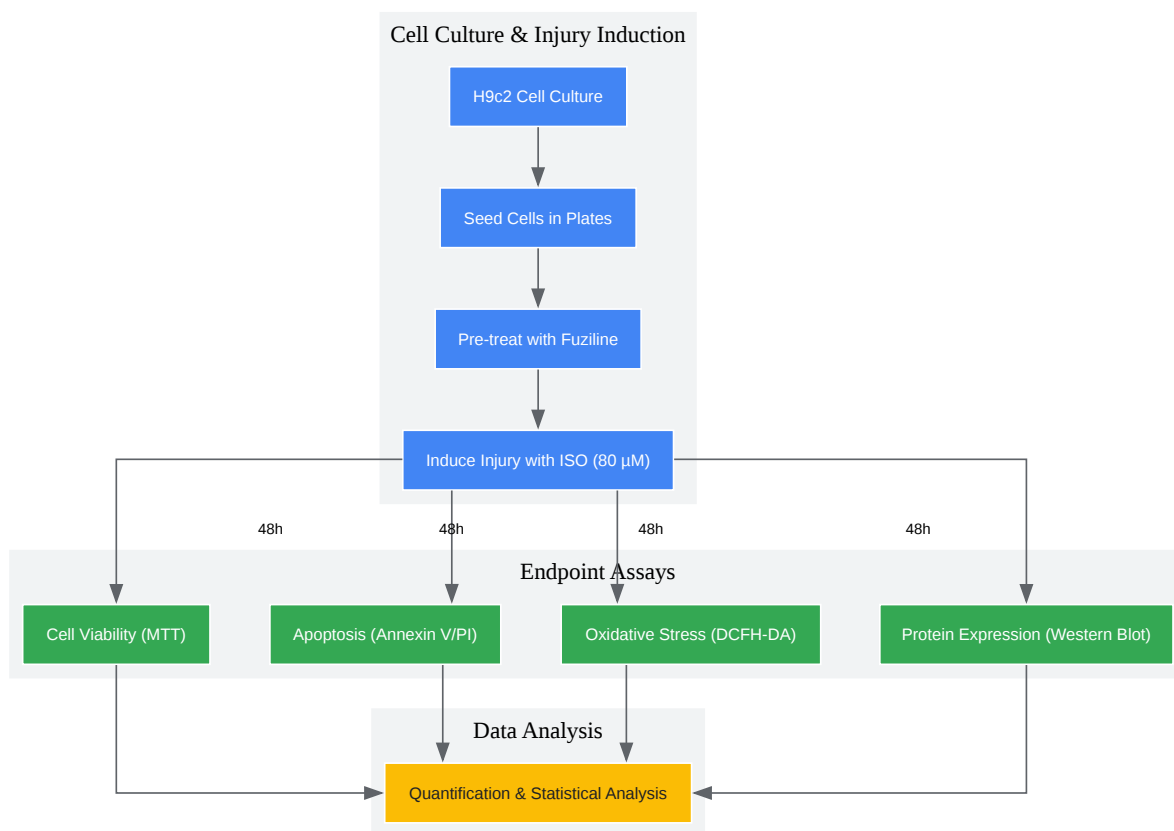 Cell Culture & Injury Induction
H9c2 Cell Culture
Seed Cells in Plates
Pre-treat with Fuziline
Induce Injury with ISO (80 µM)
48h
48h
48h
48h
Endpoint Assays
Cell Viability (MTT)
Apoptosis (Annexin V/PI)
Oxidative Stress (DCFH-DA)
Protein Expression (Western Blot)
Data Analysis
Quantification & Statistical Analysis